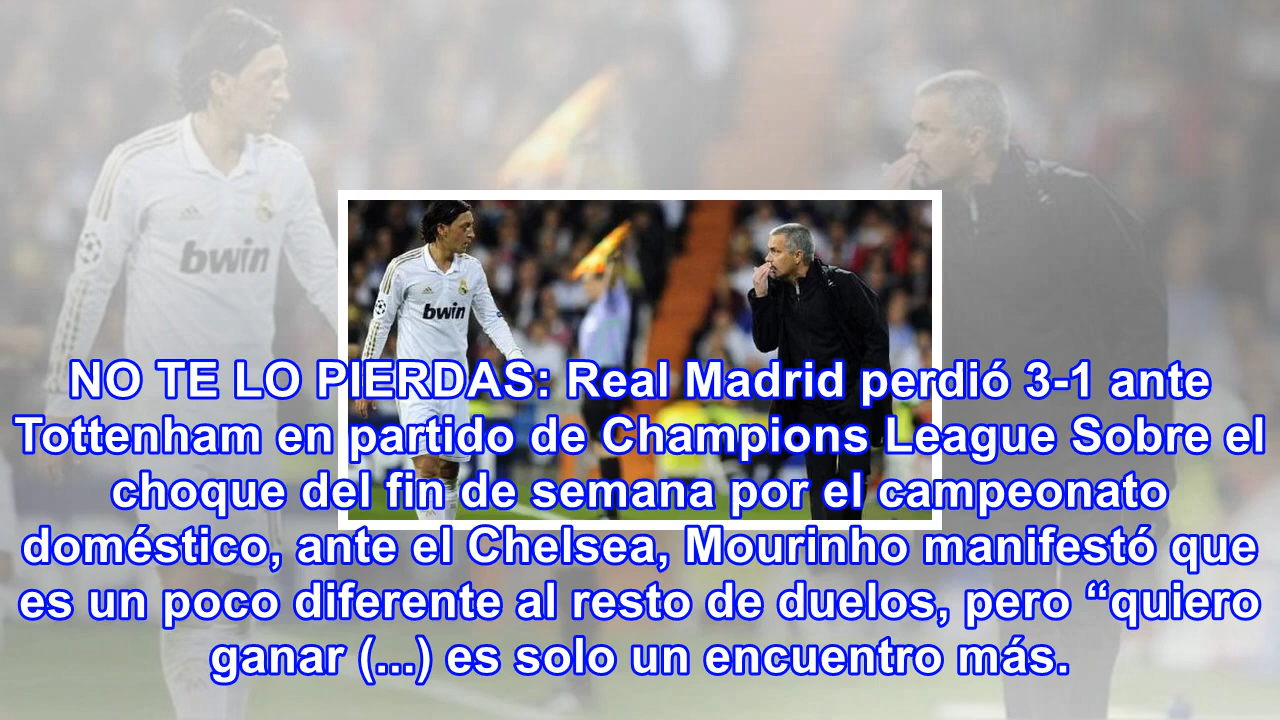 bwin
bwin
NO TE LO PIERDAS: Real Madrid perdió 3-1 ante
Tottenham en partido de Champions League Sobre el
choque del fin de semana por el campeonato
doméstico, ante el Chelsea, Mourinho manifestó que
es un poco diferente al resto de duelos, pero “quiero
ganar (...) es solo un encuentro más.